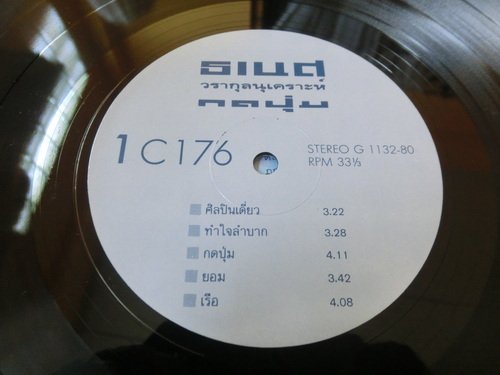 ธเนศ
วรากุลนุเคราะห์
กดปุ่ม
1 C 176
STEREO G 1132-80
RPM 33⅓
ศิลปินเดี่ยว 3.22
ทำใจลำบาก 3.28
กดปุ่ม 4.11
ยอม 3.42
เรือ 4.08